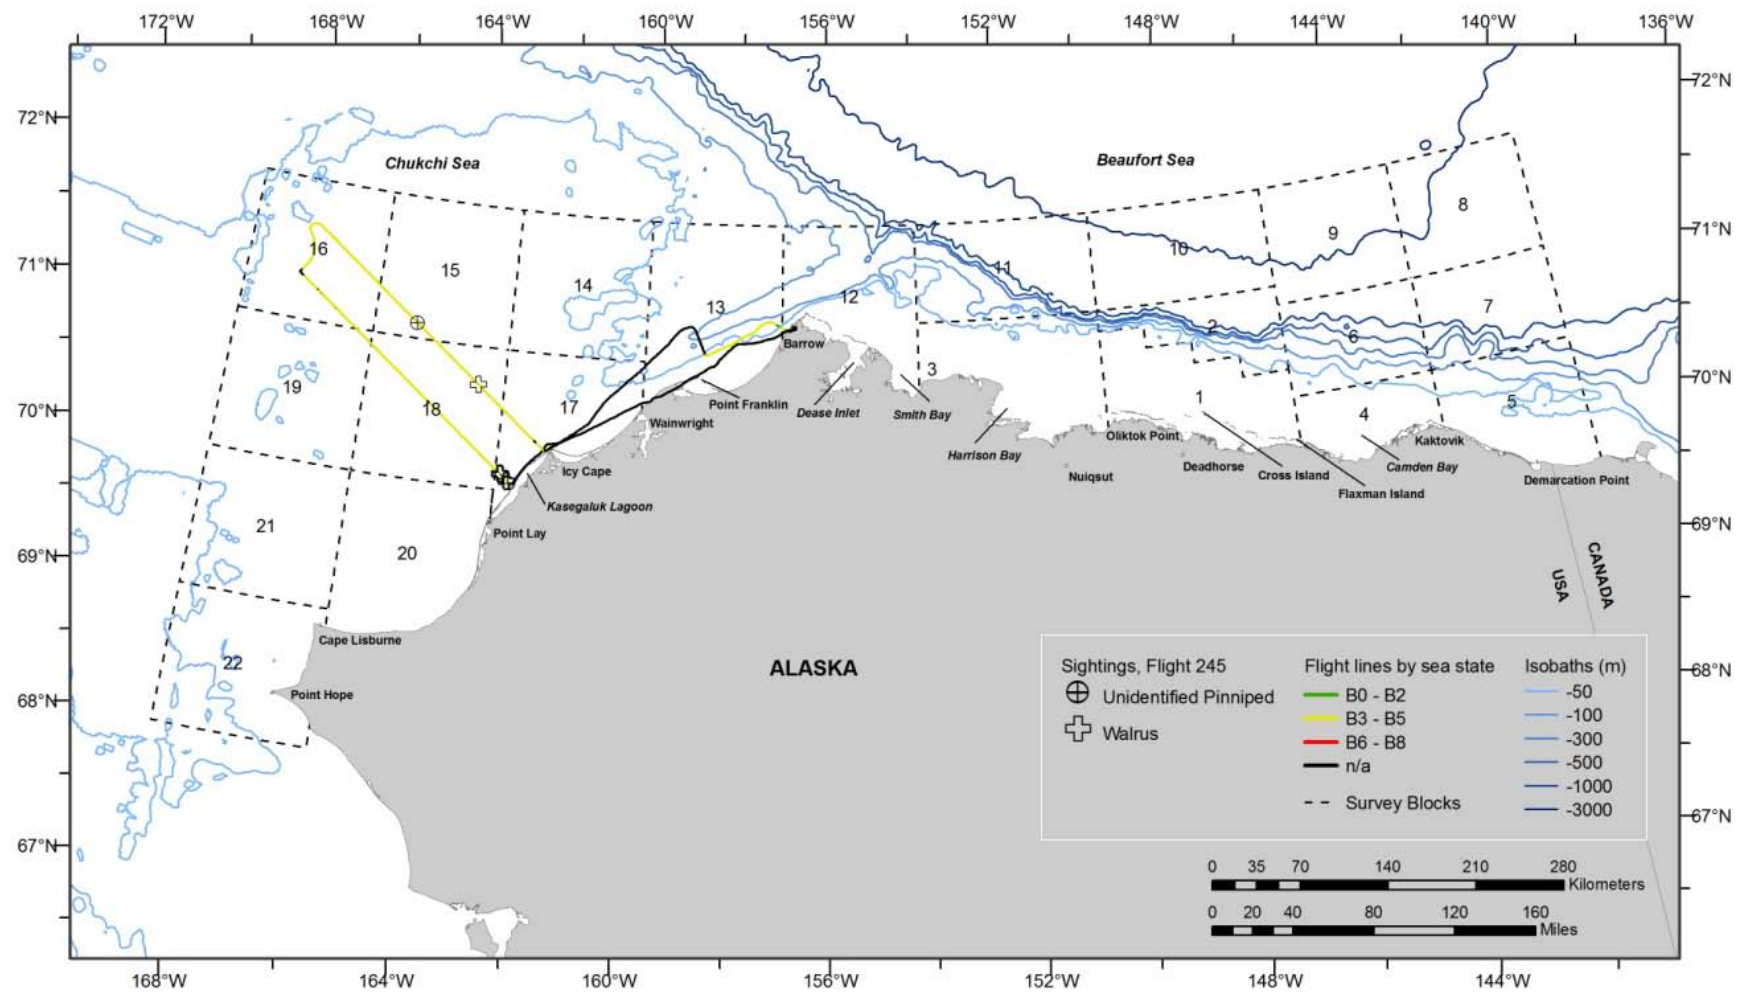 172°W 168°W 164°W 160°W 156°W 152°W 148°W 144°W 140°W 136°W
72°N 72°N
Chukchi Sea Beaufort Sea
8
9
71°N
16 10
15 11
71°N
14 12
13 7
2 6
Barrow
3 70°N
19 17 1 5
18 Point Franklin Dease Inlet Smith Bay 4
70°N
Wainwright
Oliktok Point Kaktovik
Harrison Bay
Icy Cape Deadhorse Camden Bay
Nuiqsut Cross Island
Demarcation Point
Flaxman Island
Kasegaluk Lagoon
21 Point Lay 69°N
20
69°N
USA CANADA
Cape Lisburne
22 ALASKA 68°N
Point Hope
68°N
Sightings, Flight 245
Unidentified Pinniped
Walrus
Flight lines by sea state
B0 - B2
B3 - B5
B6 - B8
n/a
Survey Blocks
Isobaths (m)
-50
-100
-300
-500
-1000
-3000
67°N
67°N
0 35 70 140 210 280
Kilometers
0 20 40 80 120 160
Miles
168°W 164°W 160°W 156°W 152°W 148°W 144°W